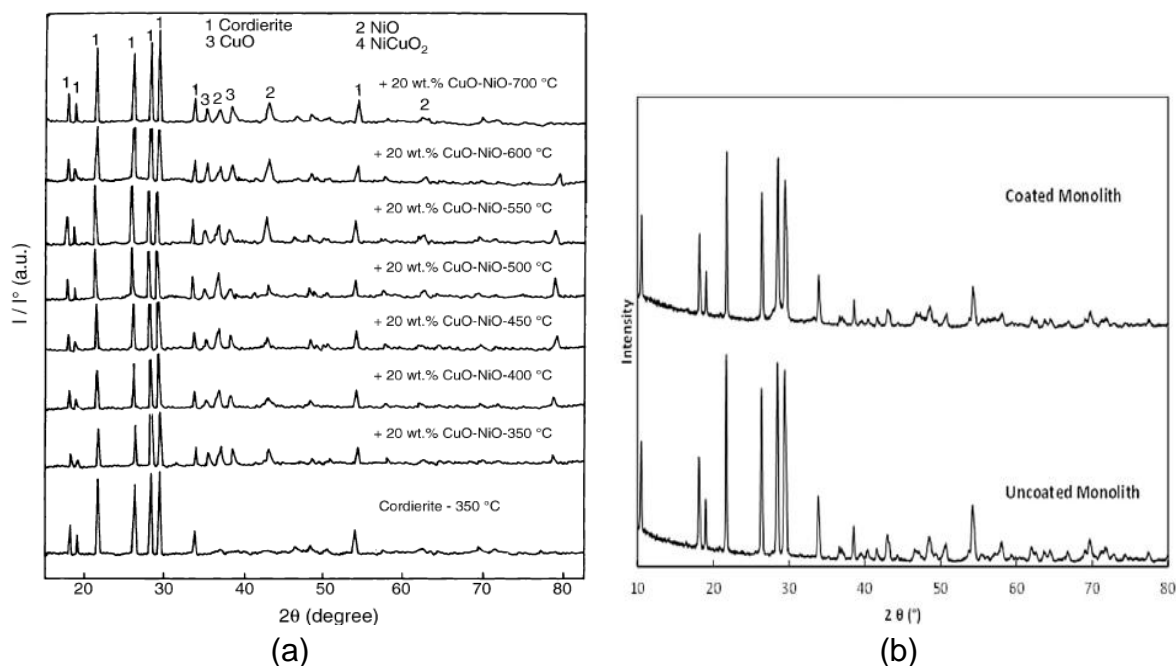 1 Cordierite 2 NiO
3 CuO 4 NiCuO₂
1 1 1 1 1 1 1 1 3 2 3 2 1 2
+ 20 wt.% CuO-NiO-700 °C
+ 20 wt.% CuO-NiO-600 °C
+ 20 wt.% CuO-NiO-550 °C
+ 20 wt.% CuO-NiO-500 °C
+ 20 wt.% CuO-NiO-450 °C
+ 20 wt.% CuO-NiO-400 °C
+ 20 wt.% CuO-NiO-350 °C
Cordierite - 350 °C
I / I° (a.u.)
20 30 40 50 60 70 80
2θ (degree)
(a)
Coated Monolith
Uncoated Monolith
Intensity
10 20 30 40 50 60 70 80
2 θ (°)
(b)